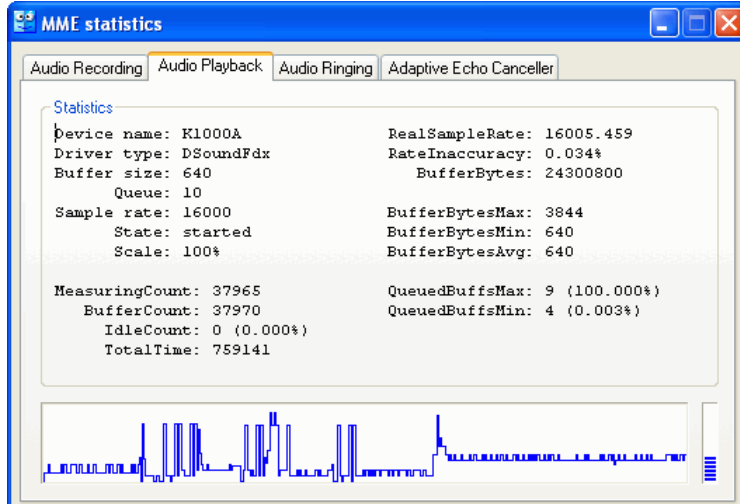 MME statistics
Audio Recording Audio Playback Audio Ringing Adaptive Echo Canceller
Statistics
Device name: K1000A RealSampleRate: 16005.459
Driver type: DSoundFdx RateInaccuracy: 0.034%
Buffer size: 640 BufferBytes: 24300800
Queue: 10
Sample rate: 16000 BufferBytesMax: 3844
State: started BufferBytesMin: 640
Scale: 100% BufferBytesAvg: 640
MeasuringCount: 37965 QueuedBuffsMax: 9 (100.000%)
BufferCount: 37970 QueuedBuffsMin: 4 (0.003%)
IdleCount: 0 (0.000%)
TotalTime: 759141